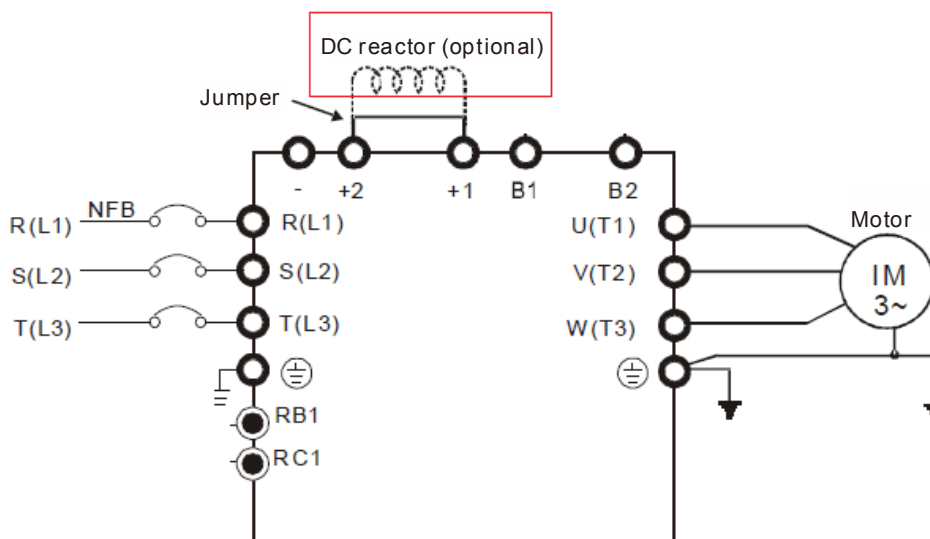 DC reactor (optional)
Jumper
- +2 +1 B1 B2
R(L1) NFB R(L1) U(T1) Motor
S(L2) S(L2) V(T2) IM
3~
T(L3) T(L3) W(T3)
RB1
RC1